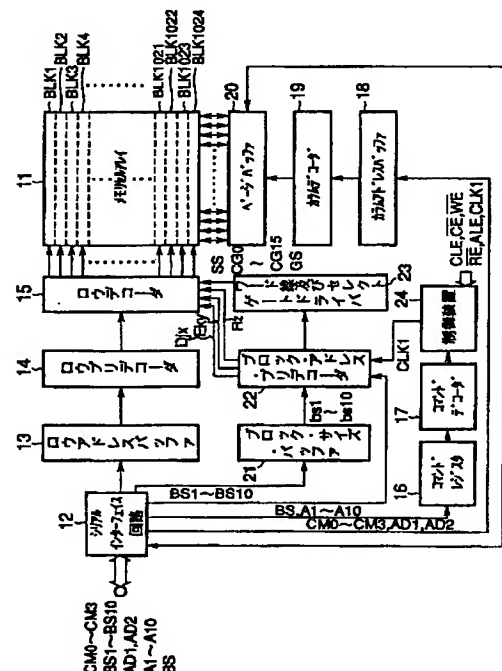 CM0~CM3
BS1~BS10
AD1,AD2
A1~A10
BS
12
シリアル
インターフェイス
回路
13
ロウアドレスバッファ
14
ロウプリデコーダ
15
ロウデコーダ
11
メモリセルアレイ
BLK1
BLK2
BLK3
BLK4
BLK1021
BLK1022
BLK1023
BLK1024
20
ページバッファ
19
カラムデコーダ
18
カラムアドレスバッファ
SS
CG0
~
CG15
GS
Djx
Eky
Fiz
21
ブロック・サイズ・
バッファ
BS1~BS10
bs1
~
bs10
22
ブロック・アドレス
・プリデコーダ
23
ワード線及びセレクト
ゲートドライバ
CLK1
BS,A1~A10
CM0~CM3,AD1,AD2
16
コマンド
レジスタ
17
コマンド
デコーダ
24
制御装置
CLE,CE,WE
RE,ALE,CLK1